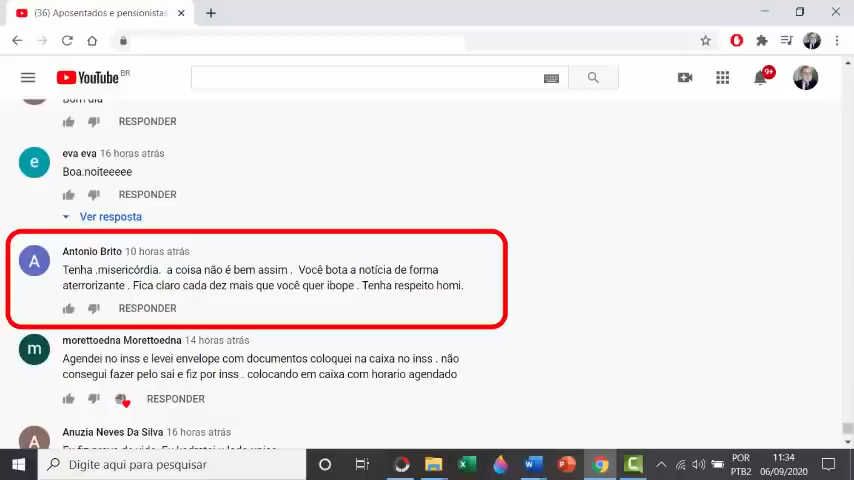 (36) Aposentados e pensionistas
YouTube BR
9+
Bom dia
RESPONDER
e
eva eva 16 horas atrás
Boa.noiteeeee
RESPONDER
Ver resposta
A
Antonio Brito 10 horas atrás
Tenha .misericórdia. a coisa não é bem assim . Você bota a notícia de forma
aterrorizante . Fica claro cada dez mais que você quer ibope . Tenha respeito homi.
RESPONDER
m
morettoedna Morettoedna 14 horas atrás
Agendei no inss e levei envelope com documentos coloquei na caixa no inss . não
consegui fazer pelo sai e fiz por inss . colocando em caixa com horario agendado
RESPONDER
A
Anuzia Neves Da Silva 16 horas atrás
Digite aqui para pesquisar
POR
PTB2
11:34
06/09/2020